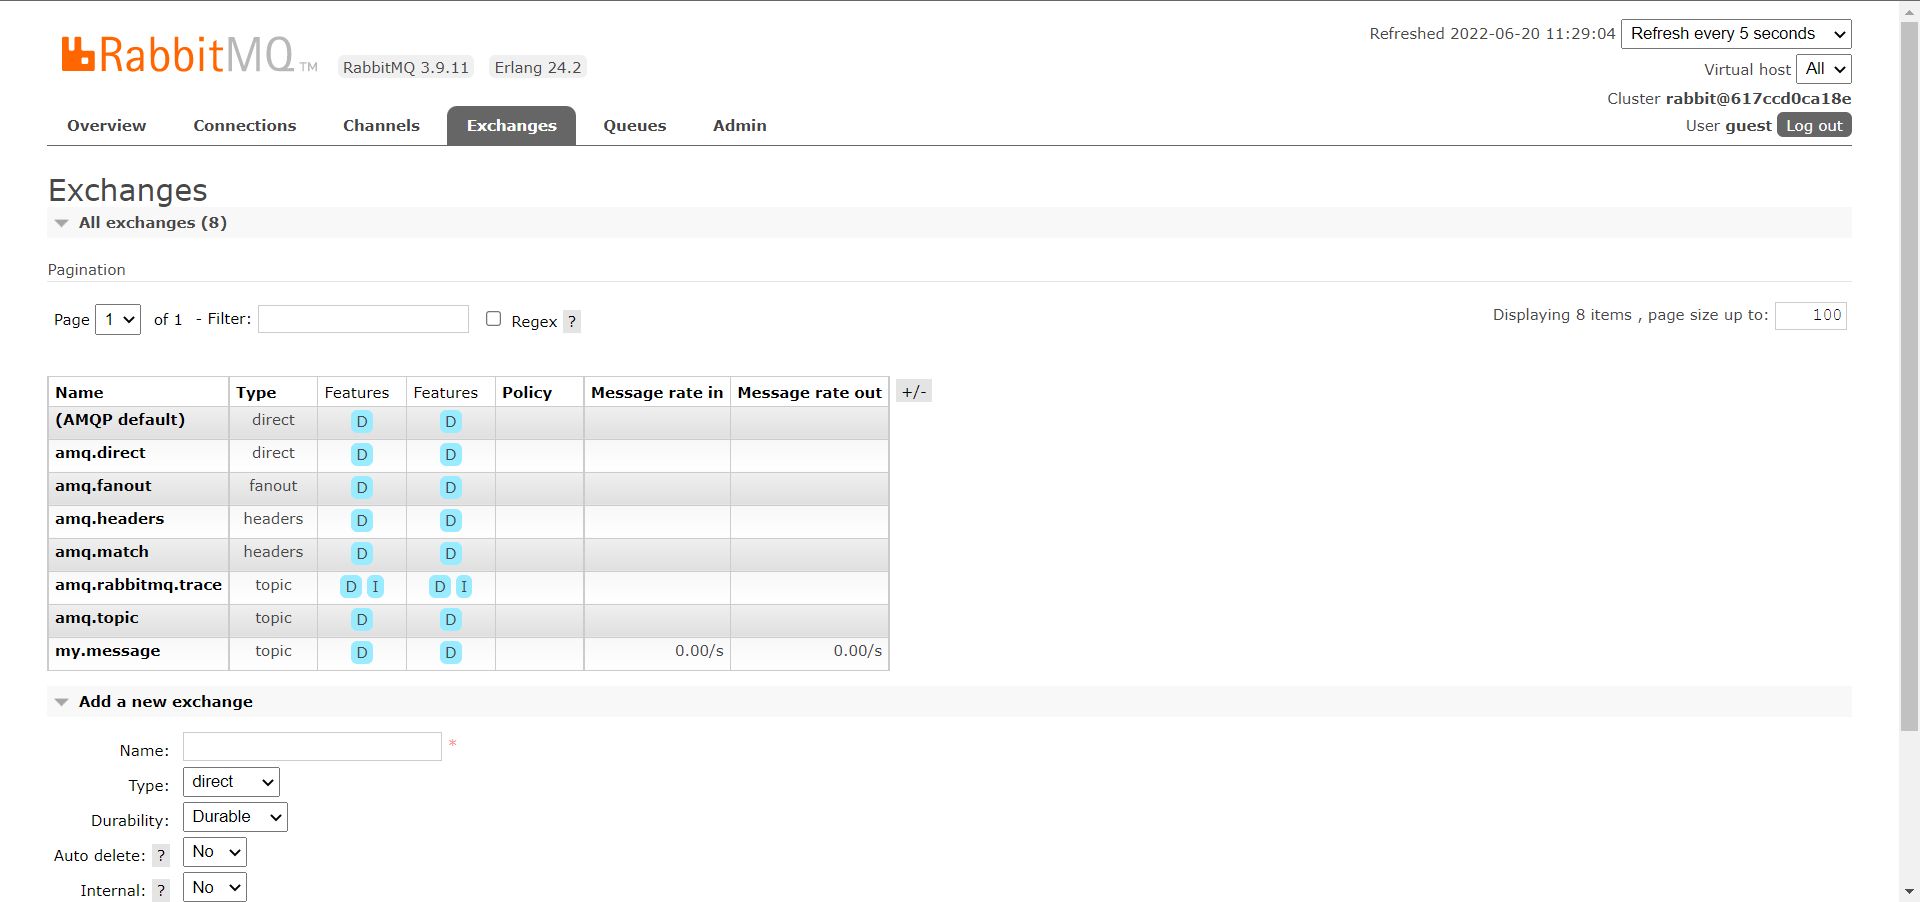 RabbitMQ TM
RabbitMQ 3.9.11 Erlang 24.2
Refreshed 2022-06-20 11:29:04 Refresh every 5 seconds
Virtual host All
Cluster rabbit@617ccd0ca18e
User guest Log out
Overview Connections Channels Exchanges Queues Admin
Exchanges
All exchanges (8)
Pagination
Page 1 of 1 - Filter: Regex ?
Displaying 8 items , page size up to: 100
Name Type Features Features Policy Message rate in Message rate out +/-
(AMQP default) direct D D
amq.direct direct D D
amq.fanout fanout D D
amq.headers headers D D
amq.match headers D D
amq.rabbitmq.trace topic D I D I
amq.topic topic D D
my.message topic D D 0.00/s 0.00/s
Add a new exchange
Name: *
Type: direct
Durability: Durable
Auto delete: ? No
Internal: ? No